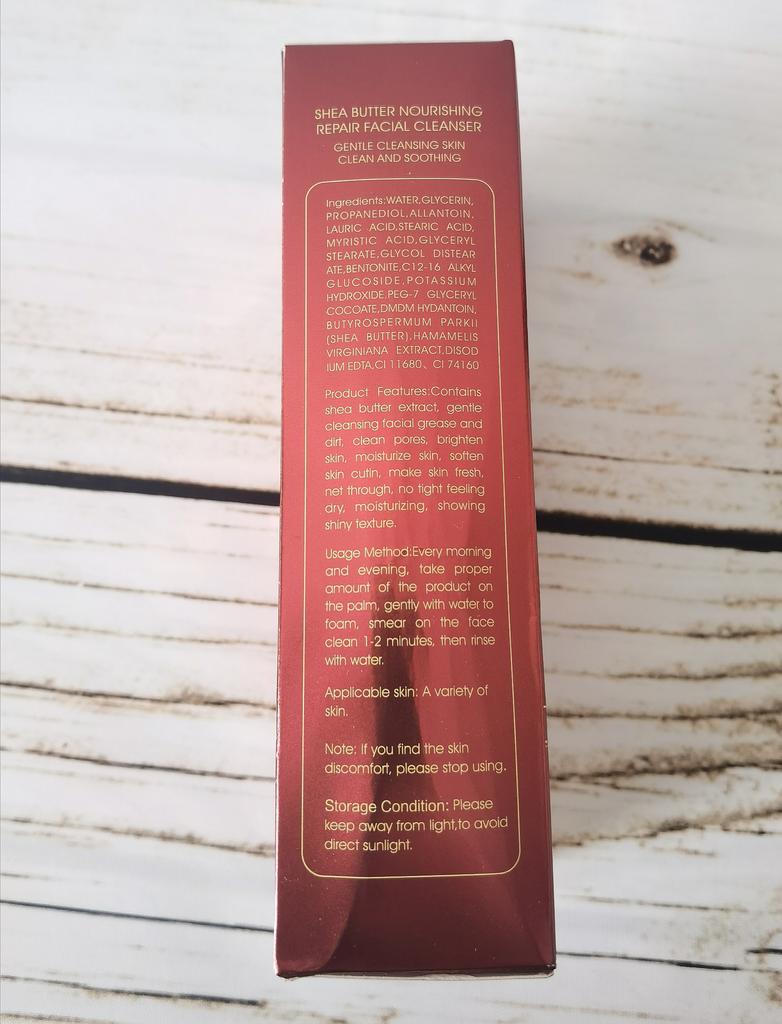 SHEA BUTTER NOURISHING
REPAIR FACIAL CLEANSER
GENTLE CLEANSING SKIN
CLEAN AND SOOTHING
Ingredients:WATER,GLYCERIN,
PROPANEDIOL,ALLANTOIN,
LAURIC ACID,STEARIC ACID,
MYRISTIC ACID,GLYCERYL
STEARATE,GLYCOL DISTEAR
ATE,BENTONITE,C12-16 ALKYL
GLUCOSIDE,POTASSIUM
HYDROXIDE,PEG-7 GLYCERYL
COCOATE,DMDM HYDANTOIN,
BUTYROSPERMUM PARKII
(SHEA BUTTER),HAMAMELIS
VIRGINIANA EXTRACT,DISOD
IUM EDTA,CI 11680、CI 74160
Product Features:Contains
shea butter extract, gentle
cleansing facial grease and
dirt, clean pores, brighten
skin, moisturize skin, soften
skin cutin, make skin fresh,
net through, no tight feeling
dry, moisturizing, showing
shiny texture.
Usage Method:Every morning
and evening, take proper
amount of the product on
the palm, gently with water to
foam, smear on the face
clean 1-2 minutes, then rinse
with water.
Applicable skin: A variety of
skin.
Note: If you find the skin
discomfort, please stop using.
Storage Condition: Please
keep away from light,to avoid
direct sunlight.